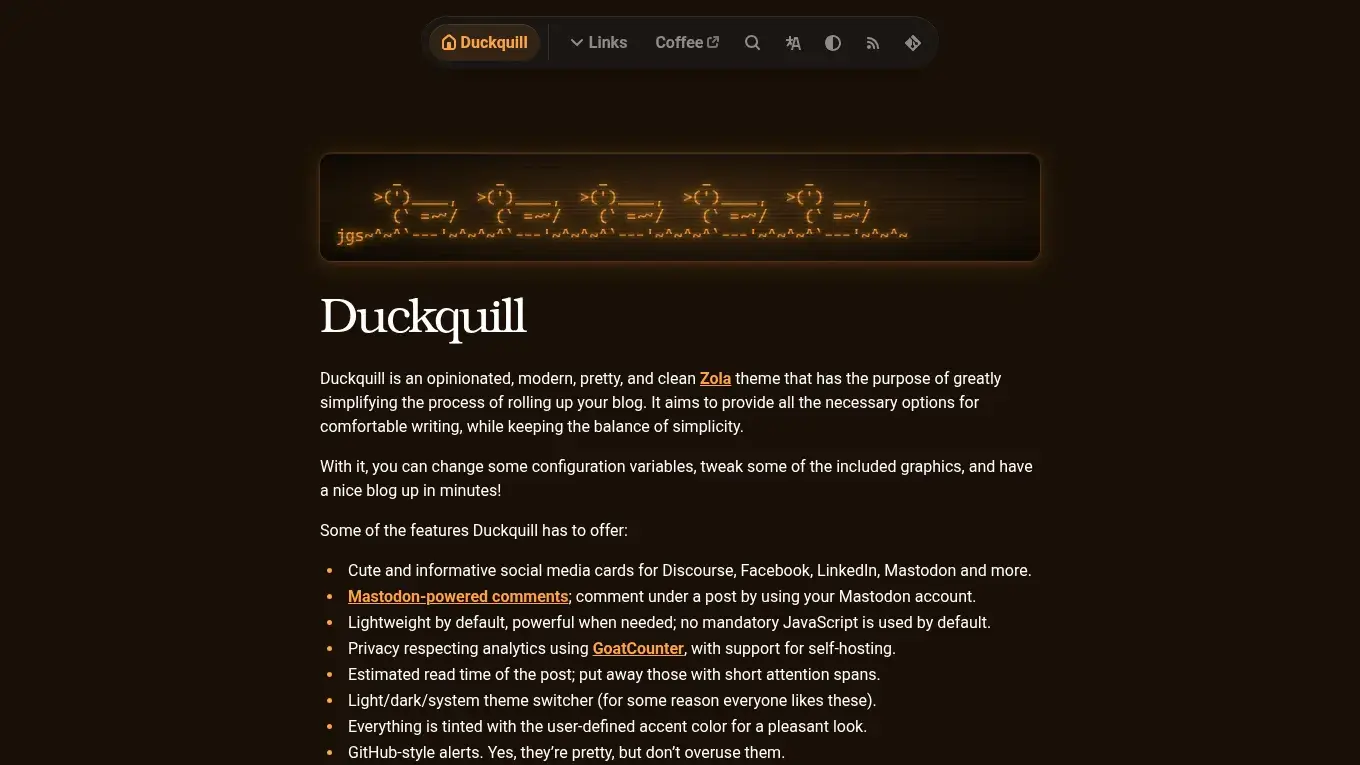 Duckquill Links Coffee
_ _ _ _ _
>(')____, >(')____, >(')____, >(')____, >(') ___,
(` =~~/ (` =~~/ (` =~~/ (` =~~/ (` =~~/
jgs~^~^`---'~^~^~^`---'~^~^~^`---'~^~^~^`---'~^~^~^`---'~^~^~
Duckquill
Duckquill is an opinionated, modern, pretty, and clean Zola theme that has the purpose of greatly
simplifying the process of rolling up your blog. It aims to provide all the necessary options for
comfortable writing, while keeping the balance of simplicity.
With it, you can change some configuration variables, tweak some of the included graphics, and have
a nice blog up in minutes!
Some of the features Duckquill has to offer:
• Cute and informative social media cards for Discourse, Facebook, LinkedIn, Mastodon and more.
• Mastodon-powered comments; comment under a post by using your Mastodon account.
• Lightweight by default, powerful when needed; no mandatory JavaScript is used by default.
• Privacy respecting analytics using GoatCounter, with support for self-hosting.
• Estimated read time of the post; put away those with short attention spans.
• Light/dark/system theme switcher (for some reason everyone likes these).
• Everything is tinted with the user-defined accent color for a pleasant look.
• GitHub-style alerts. Yes, they’re pretty, but don’t overuse them.